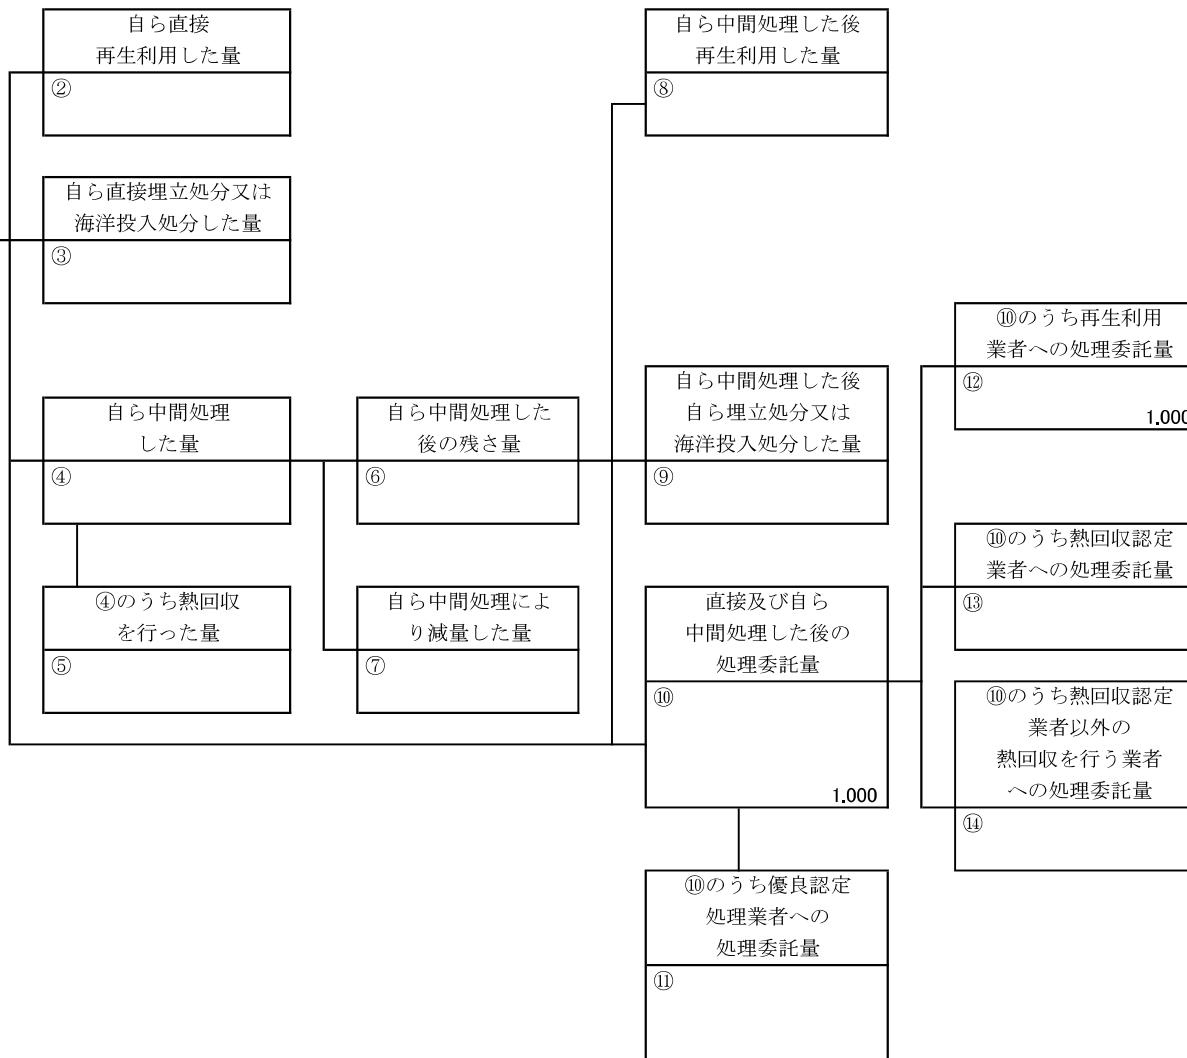 自ら直接
再生利用した量
②
自ら中間処理した後
再生利用した量
⑧
自ら直接埋立処分又は
海洋投入処分した量
③
⑩のうち再生利用
業者への処理委託量
⑫
1.000
自ら中間処理
した量
④
自ら中間処理した
後の残さ量
⑥
自ら中間処理した後
自ら埋立処分又は
海洋投入処分した量
⑨
⑩のうち熱回収認定
業者への処理委託量
⑬
④のうち熱回収
を行った量
⑤
自ら中間処理によ
り減量した量
⑦
直接及び自ら
中間処理した後の
処理委託量
⑩
1.000
⑩のうち熱回収認定
業者以外の
熱回収を行う業者
への処理委託量
⑭
⑩のうち優良認定
処理業者への
処理委託量
⑪